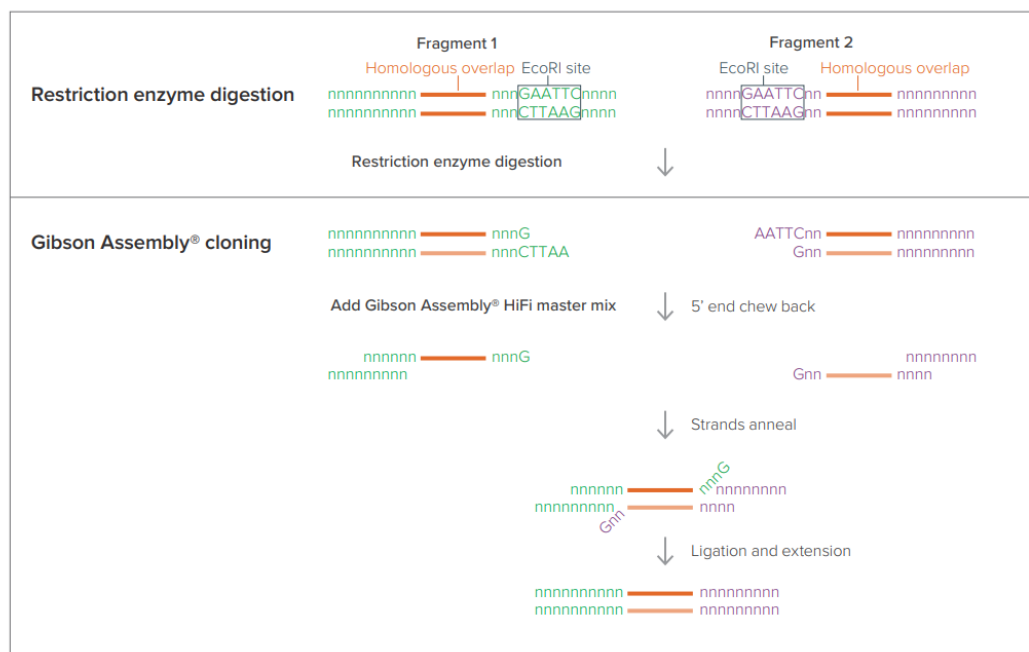 Fragment 1
Fragment 2
Homologous overlap EcoRI site
EcoRI site Homologous overlap
Restriction enzyme digestion
nnnnnnnnnn nnnGAATTCnnnn
nnnnGAATTCnn nnnnnnnnn
nnnnnnnnnn nnnCTTAAGnnnn
nnnnCTTAAGnn nnnnnnnnn
Restriction enzyme digestion
Gibson Assembly® cloning
nnnnnnnnnn nnnG
AATTCnn nnnnnnnnn
nnnnnnnnnn nnnCTTAA
Gnn nnnnnnnnn
Add Gibson Assembly® HiFi master mix
5' end chew back
nnnnnn nnnG
nnnnnnnn
nnnnnnnnn
Gnn nnnn
Strands anneal
nnnG
nnnnnn nnnnnnnn
nnnnnnnnn nnnn
Gnn
Ligation and extension
nnnnnnnnnn nnnnnnnnn
nnnnnnnnnn nnnnnnnnn